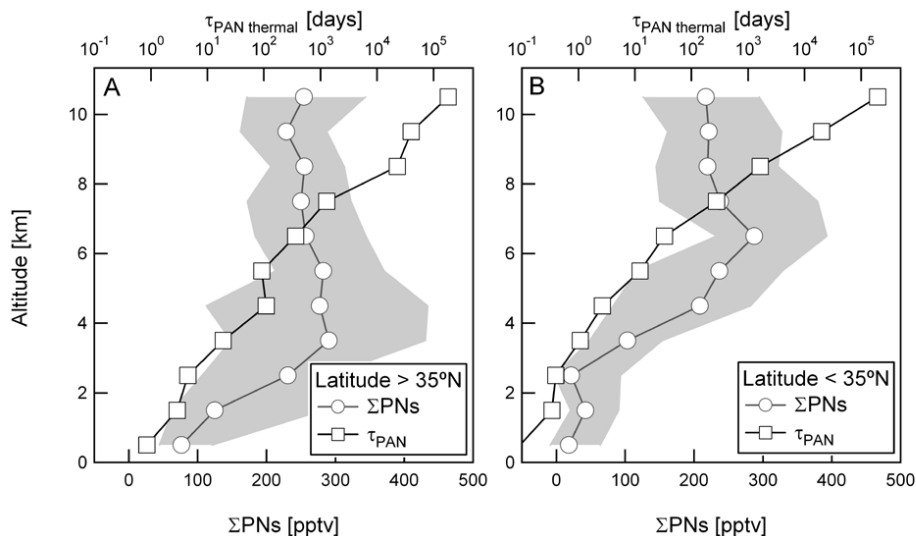 τPAN thermal [days]
τPAN thermal [days]
10⁻¹ 10⁰ 10¹ 10² 10³ 10⁴ 10⁵
10⁻¹ 10⁰ 10¹ 10² 10³ 10⁴ 10⁵
A
B
10
8
6
4
2
0
Altitude [km]
Latitude > 35ºN
ΣPNs
τPAN
10
8
6
4
2
0
Latitude < 35ºN
ΣPNs
τPAN
0 100 200 300 400 500
0 100 200 300 400 500
ΣPNs [pptv]
ΣPNs [pptv]